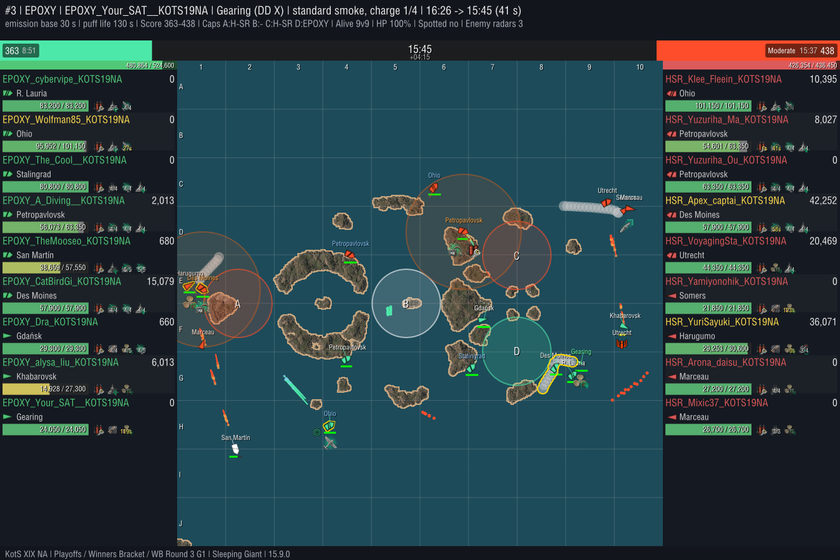 #3 | EPOXY | EPOXY_Your_SAT__KOTS19NA | Gearing (DD X) | standard smoke, charge 1/4 | 16:26 -> 15:45 (41 s)
emission base 30 s | puff life 130 s | Score 363-438 | Caps A:H-SR B:- C:H-SR D:EPOXY | Alive 9v9 | HP 100% | Spotted no | Enemy radars 3
363 8:51
15:45
+04:15
Moderate 15:37 438
EPOXY_cybervipe_KOTS19NA 0
R. Lauria
EPOXY_Wolfman85_KOTS19NA 0
Ohio
EPOXY_The_Cool__KOTS19NA 0
Stalingrad
EPOXY_A_Diving__KOTS19NA 2,013
Petropavlovsk
EPOXY_TheMooseo_KOTS19NA 680
San Martin
EPOXY_CatBirdGi_KOTS19NA 15,079
Des Moines
EPOXY_Dra_KOTS19NA 660
Gdańsk
EPOXY_alysa_liu_KOTS19NA 6,013
Khabarovsk
EPOXY_Your_SAT__KOTS19NA 0
Gearing
1 2 3 4 5 6 7 8 9 10
A
B
C
D
E
F
G
H
I
J
Ohio
Petropavlovsk
Petropavlovsk
Utrecht
Marceau
Harugumo
Des Moines
Marceau
A
B
C
D
Gdańsk
Stalingrad
Petropavlovsk
Khabarovsk
Utrecht
Gearing
Ohio
San Martin
HSR_Klee_Fleein_KOTS19NA 10,395
Ohio
HSR_Yuzuriha_Ma_KOTS19NA 8,027
Petropavlovsk
HSR_Yuzuriha_Ou_KOTS19NA 0
Petropavlovsk
HSR_Apex_captai_KOTS19NA 42,252
Des Moines
HSR_VoyagingSta_KOTS19NA 20,469
Utrecht
HSR_Yamiyonohik_KOTS19NA 0
Somers
HSR_YuriSayuki_KOTS19NA 36,071
Harugumo
HSR_Arona_daisu_KOTS19NA 0
Marceau
HSR_Mixic37_KOTS19NA 0
Marceau
KotS XIX NA | Playoffs / Winners Bracket / WB Round 3 G1 | Sleeping Giant | 15.9.0